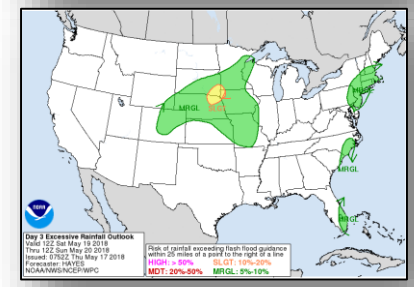 MRGL
SLGT
MRGL
MRGL
MRGL
NOAA
Day 3 Excessive Rainfall Outlook
Valid 12Z Sat May 19 2018
Thru 12Z Sun May 20 2018
Issued: 0752Z Thu May 17 2018
Forecaster: HAYES
NOAA/NWS/NCEP/WPC
Risk of rainfall exceeding flash flood guidance
within 25 miles of a point to the right of a line
HIGH: > 50% SLGT: 10%-20%
MDT: 20%-50% MRGL: 5%-10%